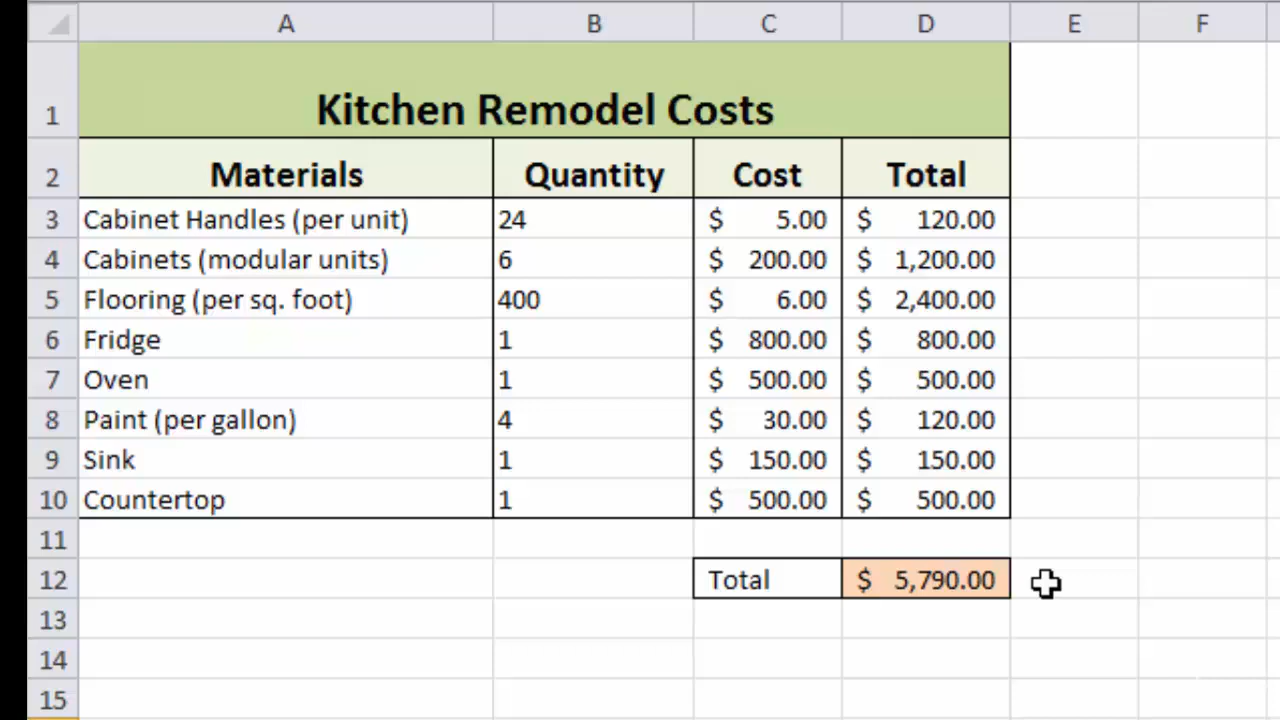 A B C D E F
1 Kitchen Remodel Costs
2 Materials Quantity Cost Total
3 Cabinet Handles (per unit) 24 $ 5.00 $ 120.00
4 Cabinets (modular units) 6 $ 200.00 $ 1,200.00
5 Flooring (per sq. foot) 400 $ 6.00 $ 2,400.00
6 Fridge 1 $ 800.00 $ 800.00
7 Oven 1 $ 500.00 $ 500.00
8 Paint (per gallon) 4 $ 30.00 $ 120.00
9 Sink 1 $ 150.00 $ 150.00
10 Countertop 1 $ 500.00 $ 500.00
11
12 Total $ 5,790.00
13
14
15